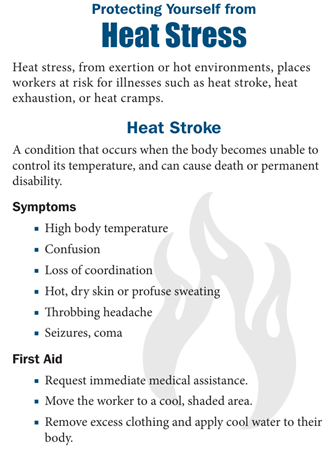 Protecting Yourself from
Heat Stress
Heat stress, from exertion or hot environments, places
workers at risk for illnesses such as heat stroke, heat
exhaustion, or heat cramps.
Heat Stroke
A condition that occurs when the body becomes unable to
control its temperature, and can cause death or permanent
disability.
Symptoms
▪ High body temperature
▪ Confusion
▪ Loss of coordination
▪ Hot, dry skin or profuse sweating
▪ Throbbing headache
▪ Seizures, coma
First Aid
▪ Request immediate medical assistance.
▪ Move the worker to a cool, shaded area.
▪ Remove excess clothing and apply cool water to their
body.